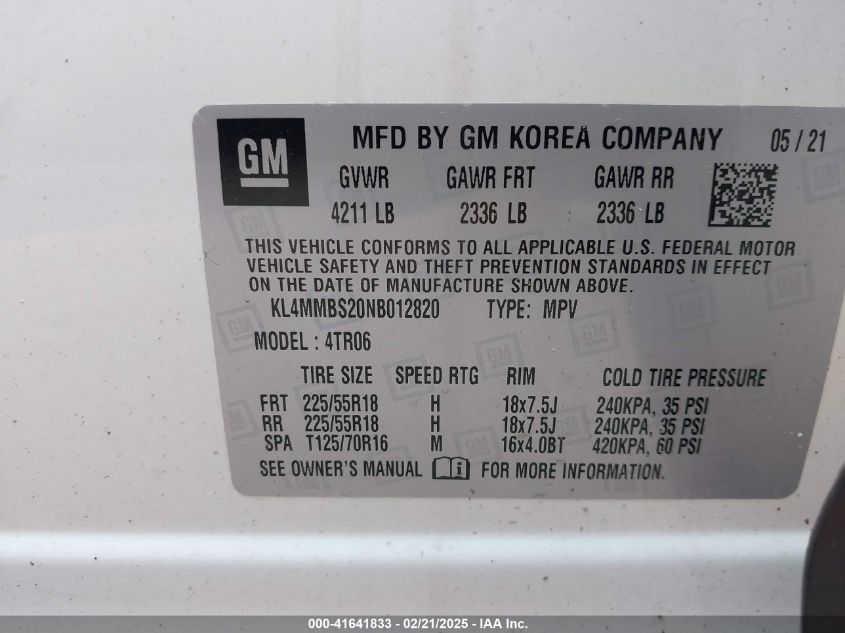 GM
MFD BY GM KOREA COMPANY 05 / 21
GVWR GAWR FRT GAWR RR
4211 LB 2336 LB 2336 LB
THIS VEHICLE CONFORMS TO ALL APPLICABLE U.S. FEDERAL MOTOR
VEHICLE SAFETY AND THEFT PREVENTION STANDARDS IN EFFECT
ON THE DATE OF MANUFACTURE SHOWN ABOVE.
KL4MMBS20NB012820 TYPE: MPV
MODEL : 4TR06
TIRE SIZE SPEED RTG RIM COLD TIRE PRESSURE
FRT 225/55R18 H 18x7.5J 240KPA, 35 PSI
RR 225/55R18 H 18x7.5J 240KPA, 35 PSI
SPA T125/70R16 M 16x4.0BT 420KPA, 60 PSI
SEE OWNER'S MANUAL FOR MORE INFORMATION.
000-41641833 - 02/21/2025 - IAA Inc.